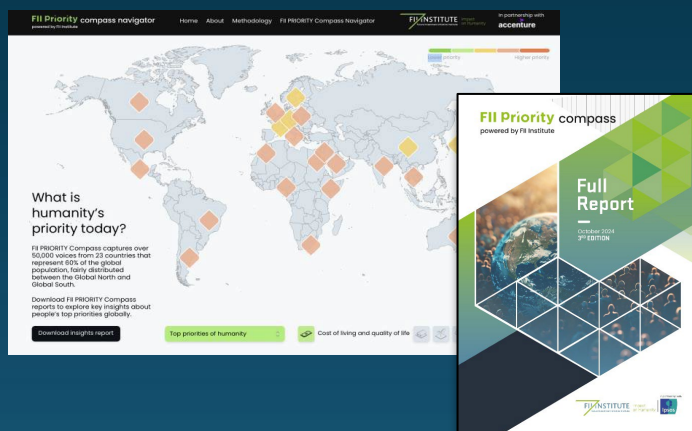 FII Priority compass navigator
powered by FII Institute
Home About Methodology FII PRIORITY Compass Navigator
FII INSTITUTE
In partnership with
accenture
Lower priority
Higher priority
What is
humanity's
priority today?
FII PRIORITY Compass captures over
50,000 voices from 23 countries that
represent 60% of the global
population, fairly distributed
between the Global North and
Global South.
Download FII PRIORITY Compass
reports to explore key insights about
people's top priorities globally.
Download insights report
Top priorities of humanity
Cost of living and quality of life
FII Priority compass
powered by FII Institute
Full
Report
October 2024
3RD EDITION
FII INSTITUTE
Ipsos